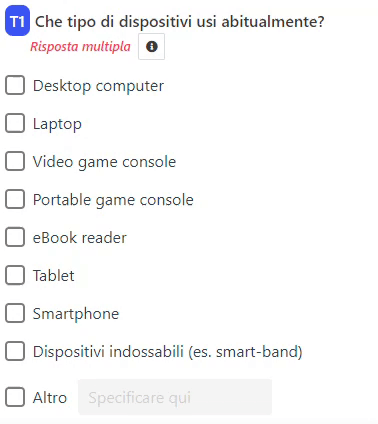 T1 Che tipo di dispositivi usi abitualmente?
Risposta multipla
Desktop computer
Laptop
Video game console
Portable game console
eBook reader
Tablet
Smartphone
Dispositivi indossabili (es. smart-band)
Altro Specificare qui